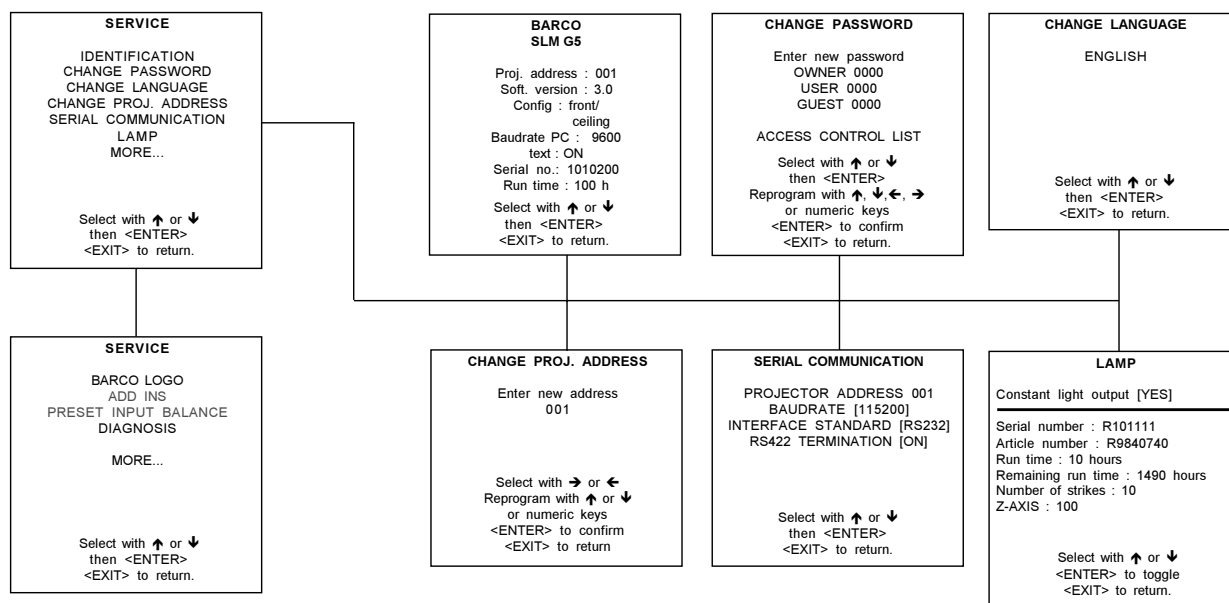 SERVICE
IDENTIFICATION
CHANGE PASSWORD
CHANGE LANGUAGE
CHANGE PROJ. ADDRESS
SERIAL COMMUNICATION
LAMP
MORE...
Select with ↑ or ↓
then <ENTER>
<EXIT> to return.
BARCO
SLM G5
Proj. address : 001
Soft. version : 3.0
Config : front/
ceiling
Baudrate PC : 9600
text : ON
Serial no.: 1010200
Run time : 100 h
Select with ↑ or ↓
then <ENTER>
<EXIT> to return.
CHANGE PASSWORD
Enter new password
OWNER 0000
USER 0000
GUEST 0000
ACCESS CONTROL LIST
Select with ↑ or ↓
then <ENTER>
Reprogram with ↑, ↓,←, →
or numeric keys
<ENTER> to confirm
<EXIT> to return.
CHANGE LANGUAGE
ENGLISH
Select with ↑ or ↓
then <ENTER>
<EXIT> to return.
SERVICE
BARCO LOGO
ADD INS
PRESET INPUT BALANCE
DIAGNOSIS
MORE...
Select with ↑ or ↓
then <ENTER>
<EXIT> to return.
CHANGE PROJ. ADDRESS
Enter new address
001
Select with → or ←
Reprogram with ↑ or ↓
or numeric keys
<ENTER> to confirm
<EXIT> to return
SERIAL COMMUNICATION
PROJECTOR ADDRESS 001
BAUDRATE [115200]
INTERFACE STANDARD [RS232]
RS422 TERMINATION [ON]
Select with ↑ or ↓
then <ENTER>
<EXIT> to return.
LAMP
Constant light output [YES]
Serial number : R101111
Article number : R9840740
Run time : 10 hours
Remaining run time : 1490 hours
Number of strikes : 10
Z-AXIS : 100
Select with ↑ or ↓
<ENTER> to toggle
<EXIT> to return.